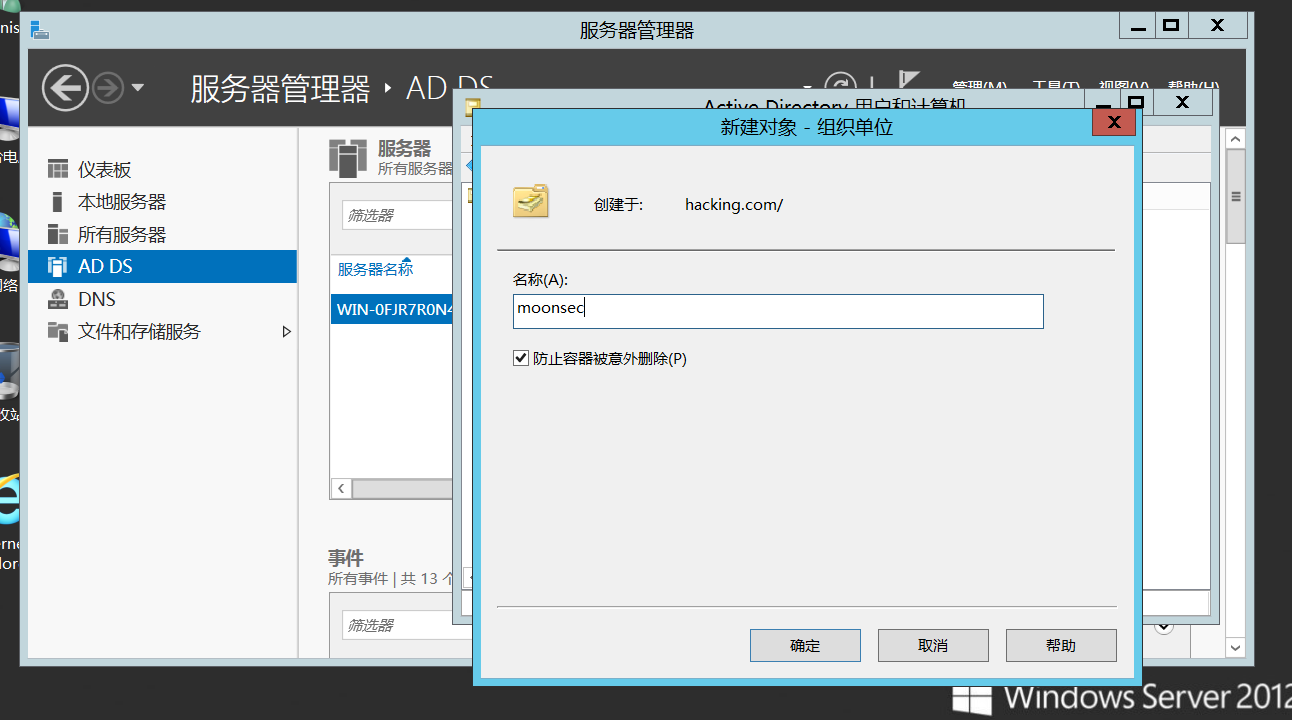 服务器管理器
服务器管理器 AD DS
管理(M) 工具(T) 视图(V) 帮助(H)
Active Directory 用户和计算机
新建对象 - 组织单位
创建于: hacking.com/
名称(A):
moonsec
防止容器被意外删除(P)
确定
取消
帮助
仪表板
本地服务器
所有服务器
AD DS
DNS
文件和存储服务
服务器
所有服务器
筛选器
服务器名称
WIN-0FJR7R0N4
事件
所有事件 | 共 13 个
筛选器
Windows Server 2012